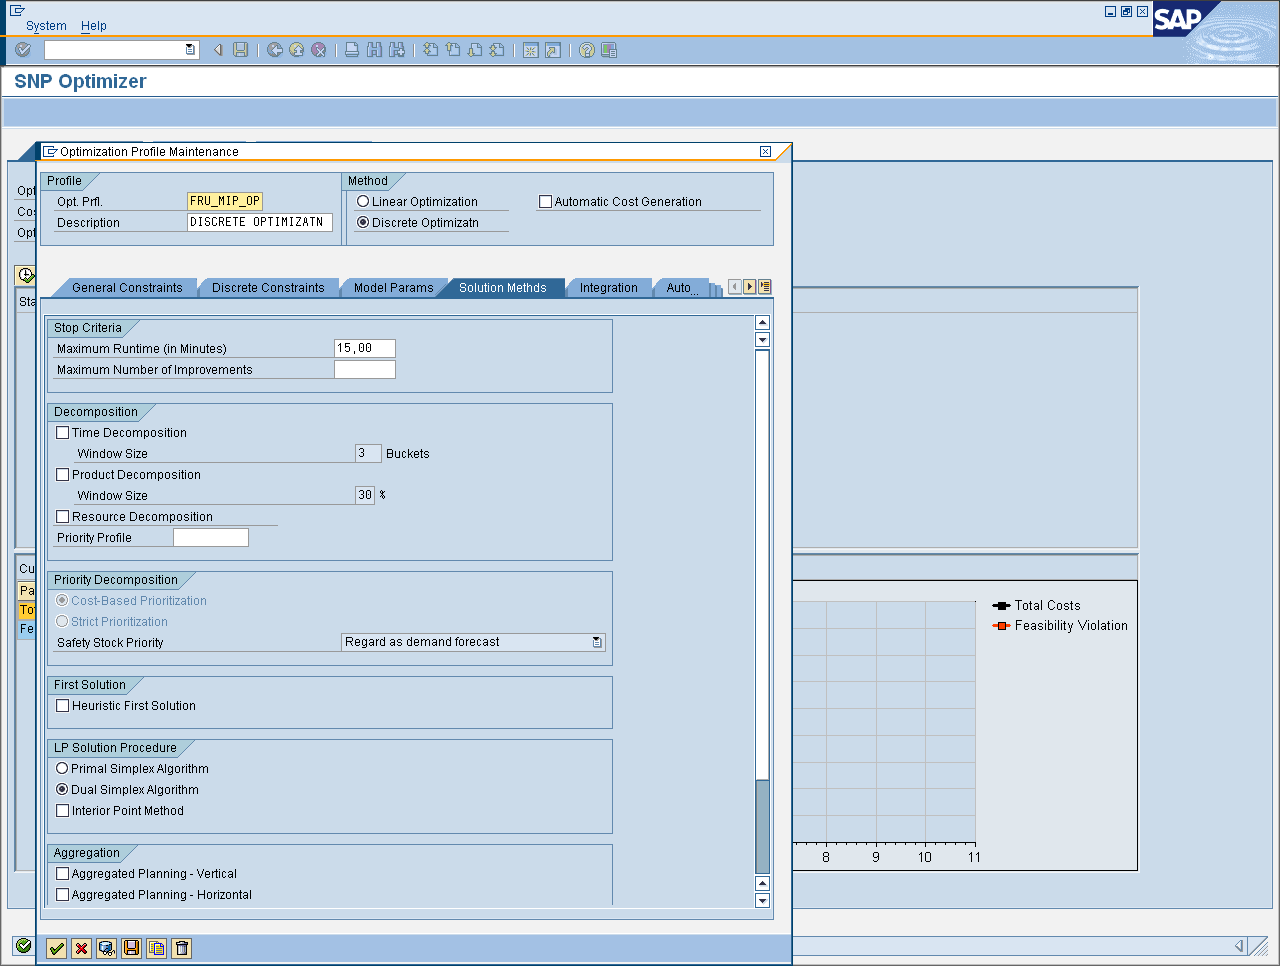 System Help
SAP
SNP Optimizer
Optimization Profile Maintenance
Profile
Method
Opt. Prfl. FRU_MIP_OP
Linear Optimization
Automatic Cost Generation
Description DISCRETE OPTIMIZATN
Discrete Optimizatn
Opt
Cos
Opt
General Constraints Discrete Constraints Model Params Solution Methds Integration Auto...
Sta
Stop Criteria
Maximum Runtime (in Minutes) 15,00
Maximum Number of Improvements
Decomposition
Time Decomposition
Window Size 3 Buckets
Product Decomposition
Window Size 30 %
Resource Decomposition
Priority Profile
Cu
Pa
Tot
Fe
Priority Decomposition
Cost-Based Prioritization
Strict Prioritization
Safety Stock Priority Regard as demand forecast
Total Costs
Feasibility Violation
First Solution
Heuristic First Solution
LP Solution Procedure
Primal Simplex Algorithm
Dual Simplex Algorithm
Interior Point Method
8 9 10 11
Aggregation
Aggregated Planning - Vertical
Aggregated Planning - Horizontal